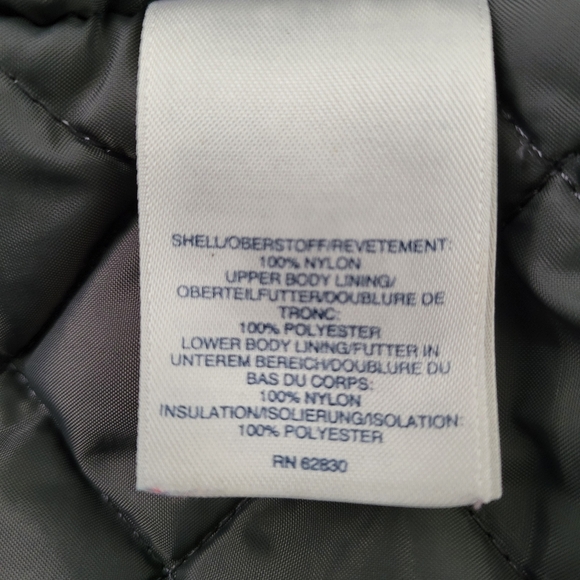 SHELL/OBERSTOFF/REVETEMENT:
100% NYLON
UPPER BODY LINING/
OBERTEILFUTTER/DOUBLURE DE
TRONC:
100% POLYESTER
LOWER BODY LINING/FUTTER IN
UNTEREM BEREICH/DOUBLURE DU
BAS DU CORPS:
100% NYLON
INSULATION/ISOLIERUNG/ISOLATION:
100% POLYESTER
RN 62830